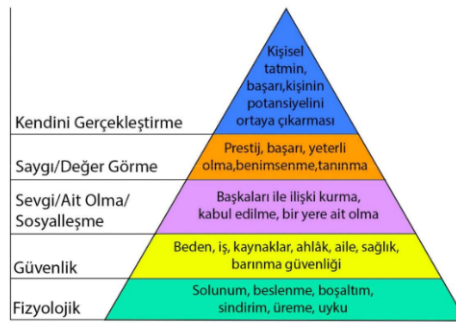 Kişisel
tatmin,
başarı,kişinin
potansiyelini
ortaya çıkarması
Kendini Gerçekleştirme
Prestij, başarı, yeterli
olma,benimsenme,tanınma
Saygı/Değer Görme
Sevgi/Ait Olma/
Sosyalleşme
Başkaları ile ilişki kurma,
kabul edilme, bir yere ait olma
Güvenlik
Beden, iş, kaynaklar, ahlâk, aile, sağlık,
barınma güvenliği
Fizyolojik
Solunum, beslenme, boşaltım,
sindirim, üreme, uyku